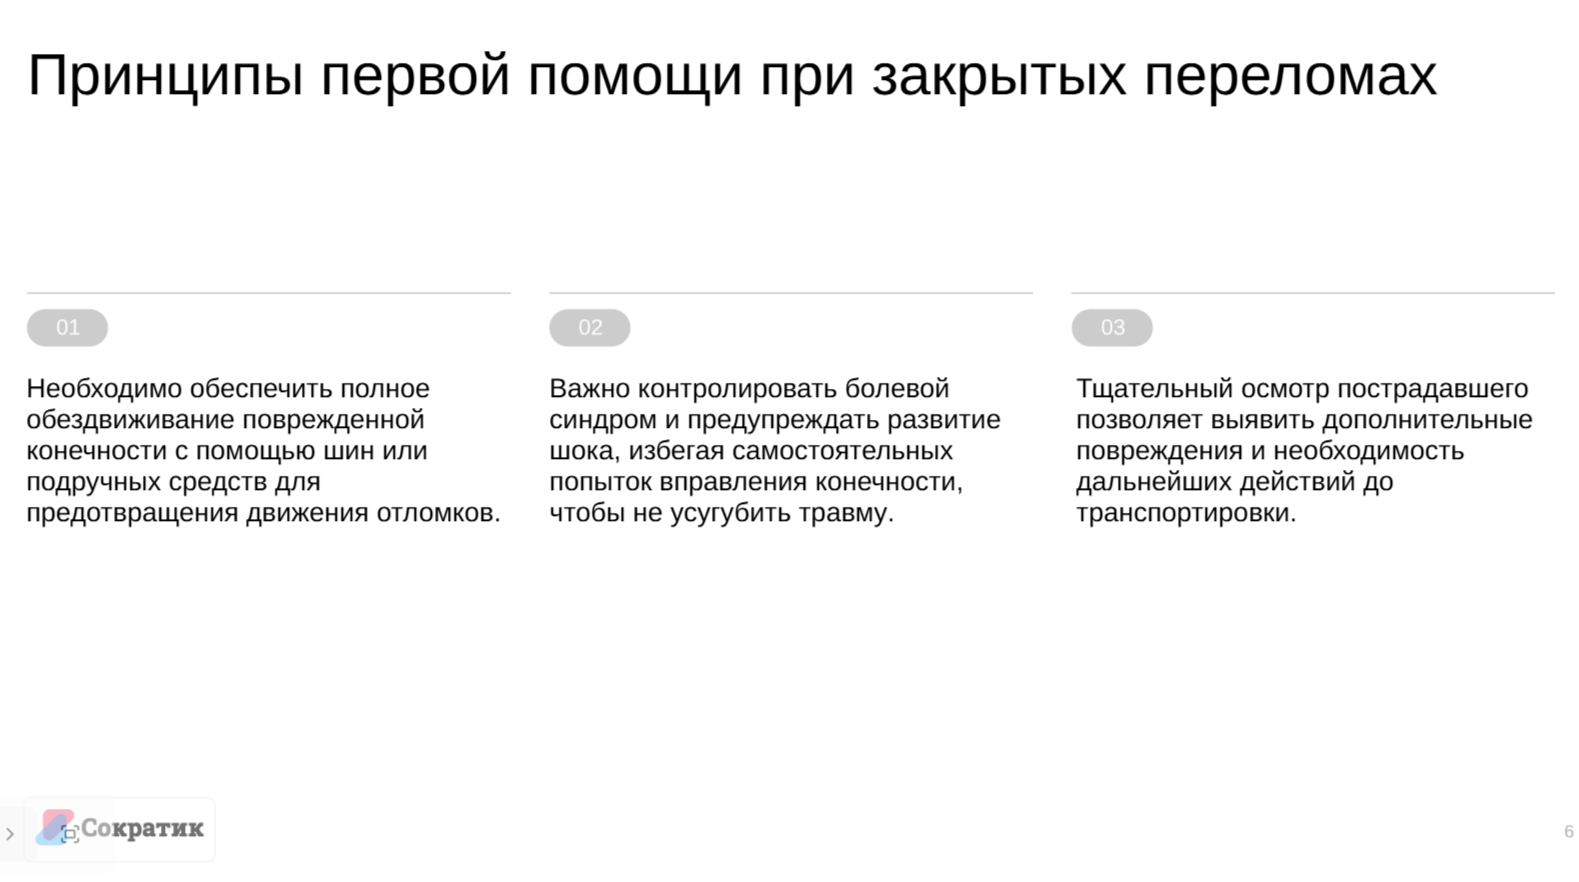 Принципы первой помощи при закрытых переломах
01
Необходимо обеспечить полное
обездвиживание поврежденной
конечности с помощью шин или
подручных средств для
предотвращения движения отломков.
02
Важно контролировать болевой
синдром и предупреждать развитие
шока, избегая самостоятельных
попыток вправления конечности,
чтобы не усугубить травму.
03
Тщательный осмотр пострадавшего
позволяет выявить дополнительные
повреждения и необходимость
дальнейших действий до
транспортировки.
Сократик
6